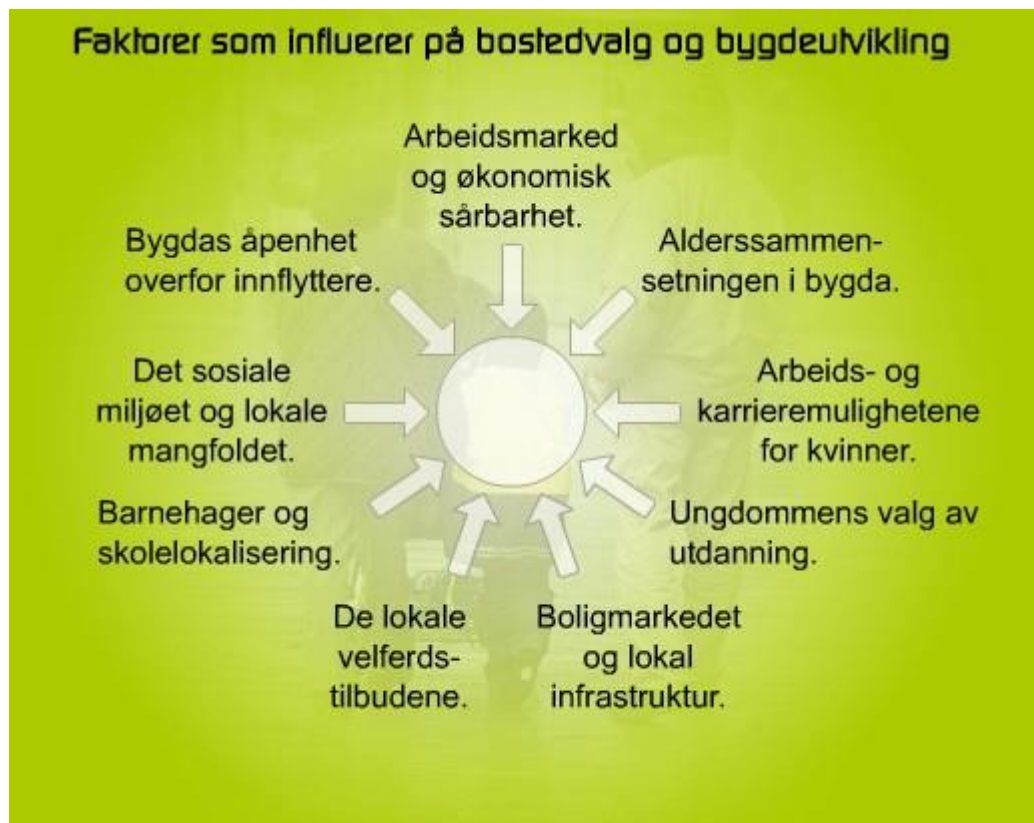 Faktorer som influerer på bostedvalg og bygdeutvikling
Arbeidsmarked
og økonomisk
sårbarhet.
Alderssammen-
setningen i bygda.
Arbeids- og
karrieremulighetene
for kvinner.
Ungdommens valg av
utdanning.
Boligmarkedet
og lokal
infrastruktur.
De lokale
velferds-
tilbudene.
Barnehager og
skolelokalisering.
Det sosiale
miljøet og lokale
mangfoldet.
Bygdas åpenhet
overfor innflyttere.